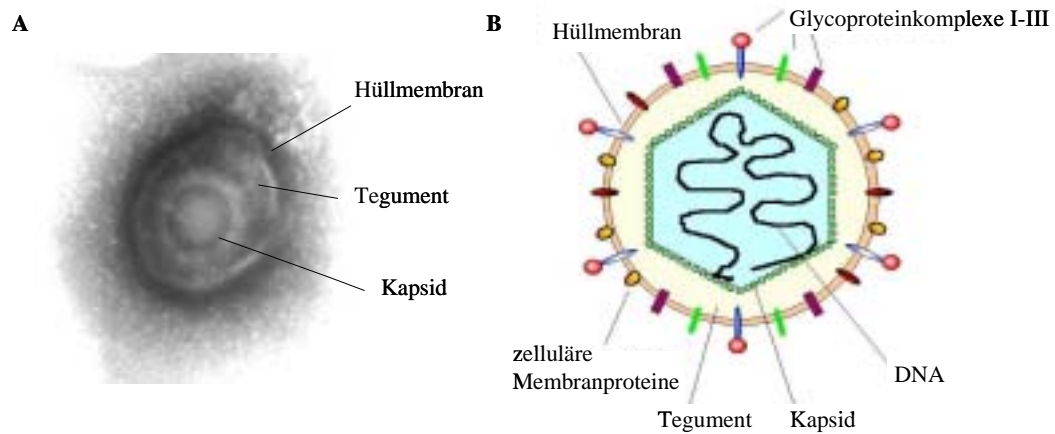 A
Hüllmembran
Tegument
Kapsid
B
Glycoproteinkomplexe I-III
Hüllmembran
zelluläre
Membranproteine
DNA
Tegument
Kapsid